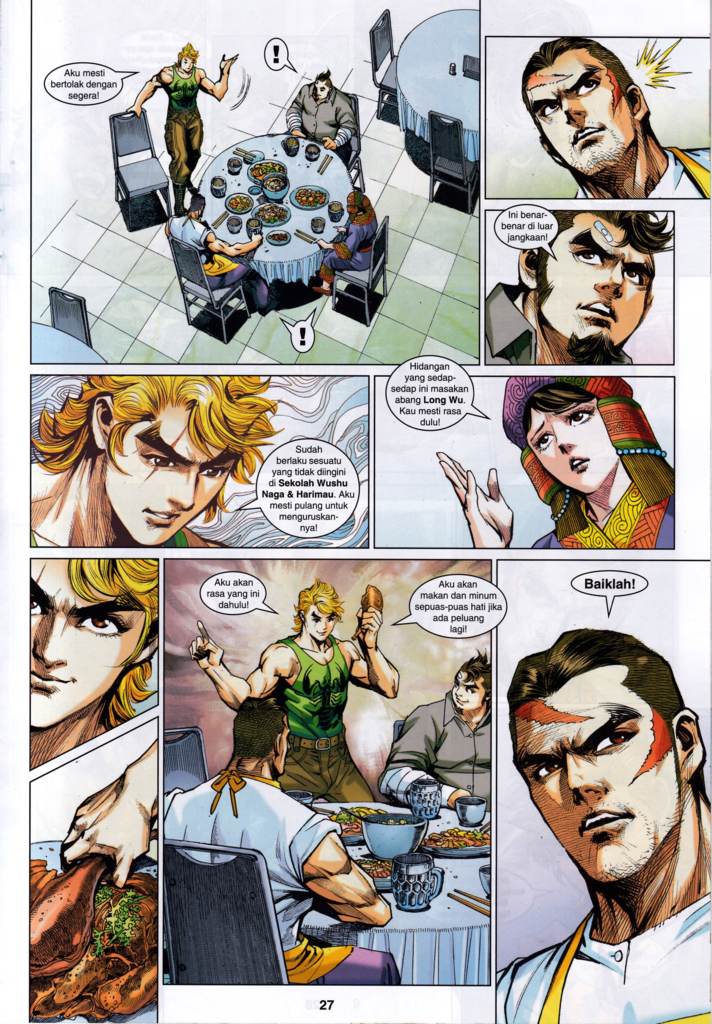 Aku mesti
bertolak dengan
segera!
!
!
Ini benar-
benar di luar
jangkaan!
Sudah
berlaku sesuatu
yang tidak diingini
di Sekolah Wushu
Naga & Harimau. Aku
mesti pulang untuk
menguruskan-
nya!
Hidangan
yang sedap-
sedap ini masakan
abang Long Wu.
Kau mesti rasa
dulu!
Aku akan
rasa yang ini
dahulu!
Aku akan
makan dan minum
sepuas-puas hati jika
ada peluang
lagi!
Baiklah!
27